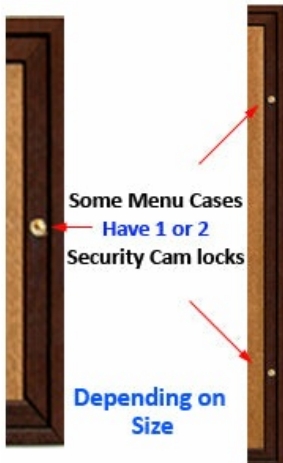 Some Menu Cases
Have 1 or 2
Security Cam locks
Depending on
Size